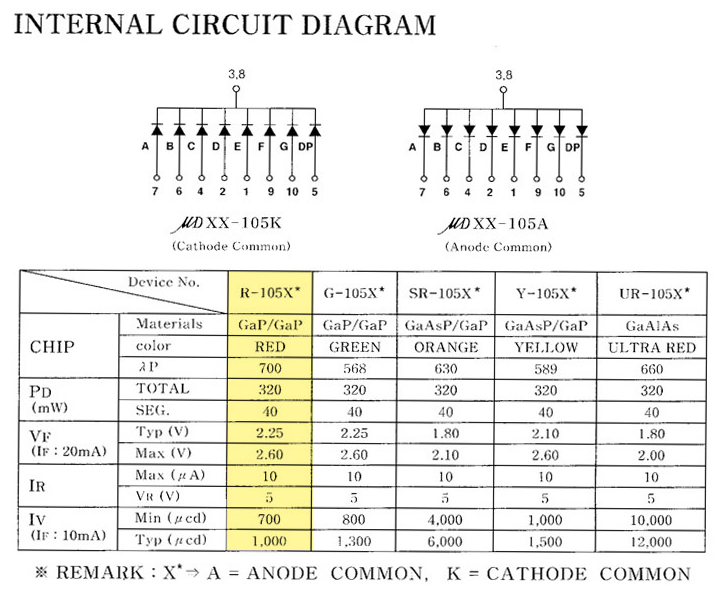 INTERNAL CIRCUIT DIAGRAM
3,8
A B C D E F G DP
7 6 4 2 1 9 10 5
XX-105K
(Cathode Common)
3,8
A B C D E F G DP
7 6 4 2 1 9 10 5
XX-105A
(Anode Common)
Device No. R-105X* G-105X* SR-105X* Y-105X* UR-105X*
CHIP Materials GaP/GaP GaP/GaP GaAsP/GaP GaAsP/GaP GaAlAs
color RED GREEN ORANGE YELLOW ULTRA RED
λP 700 568 630 589 660
PD (mW) TOTAL 320 320 320 320 320
SEG. 40 40 40 40 40
VF (IF : 20mA) Typ (V) 2.25 2.25 1.80 2.10 1.80
Max (V) 2.60 2.60 2.10 2.60 2.00
IR Max (μA) 10 10 10 10 10
VR (V) 5 5 5 5 5
IV (IF : 10mA) Min (μcd) 700 800 4,000 1,000 10,000
Typ (μcd) 1,000 1,300 6,000 1,500 12,000
※ REMARK : X*⇒ A = ANODE COMMON, K = CATHODE COMMON